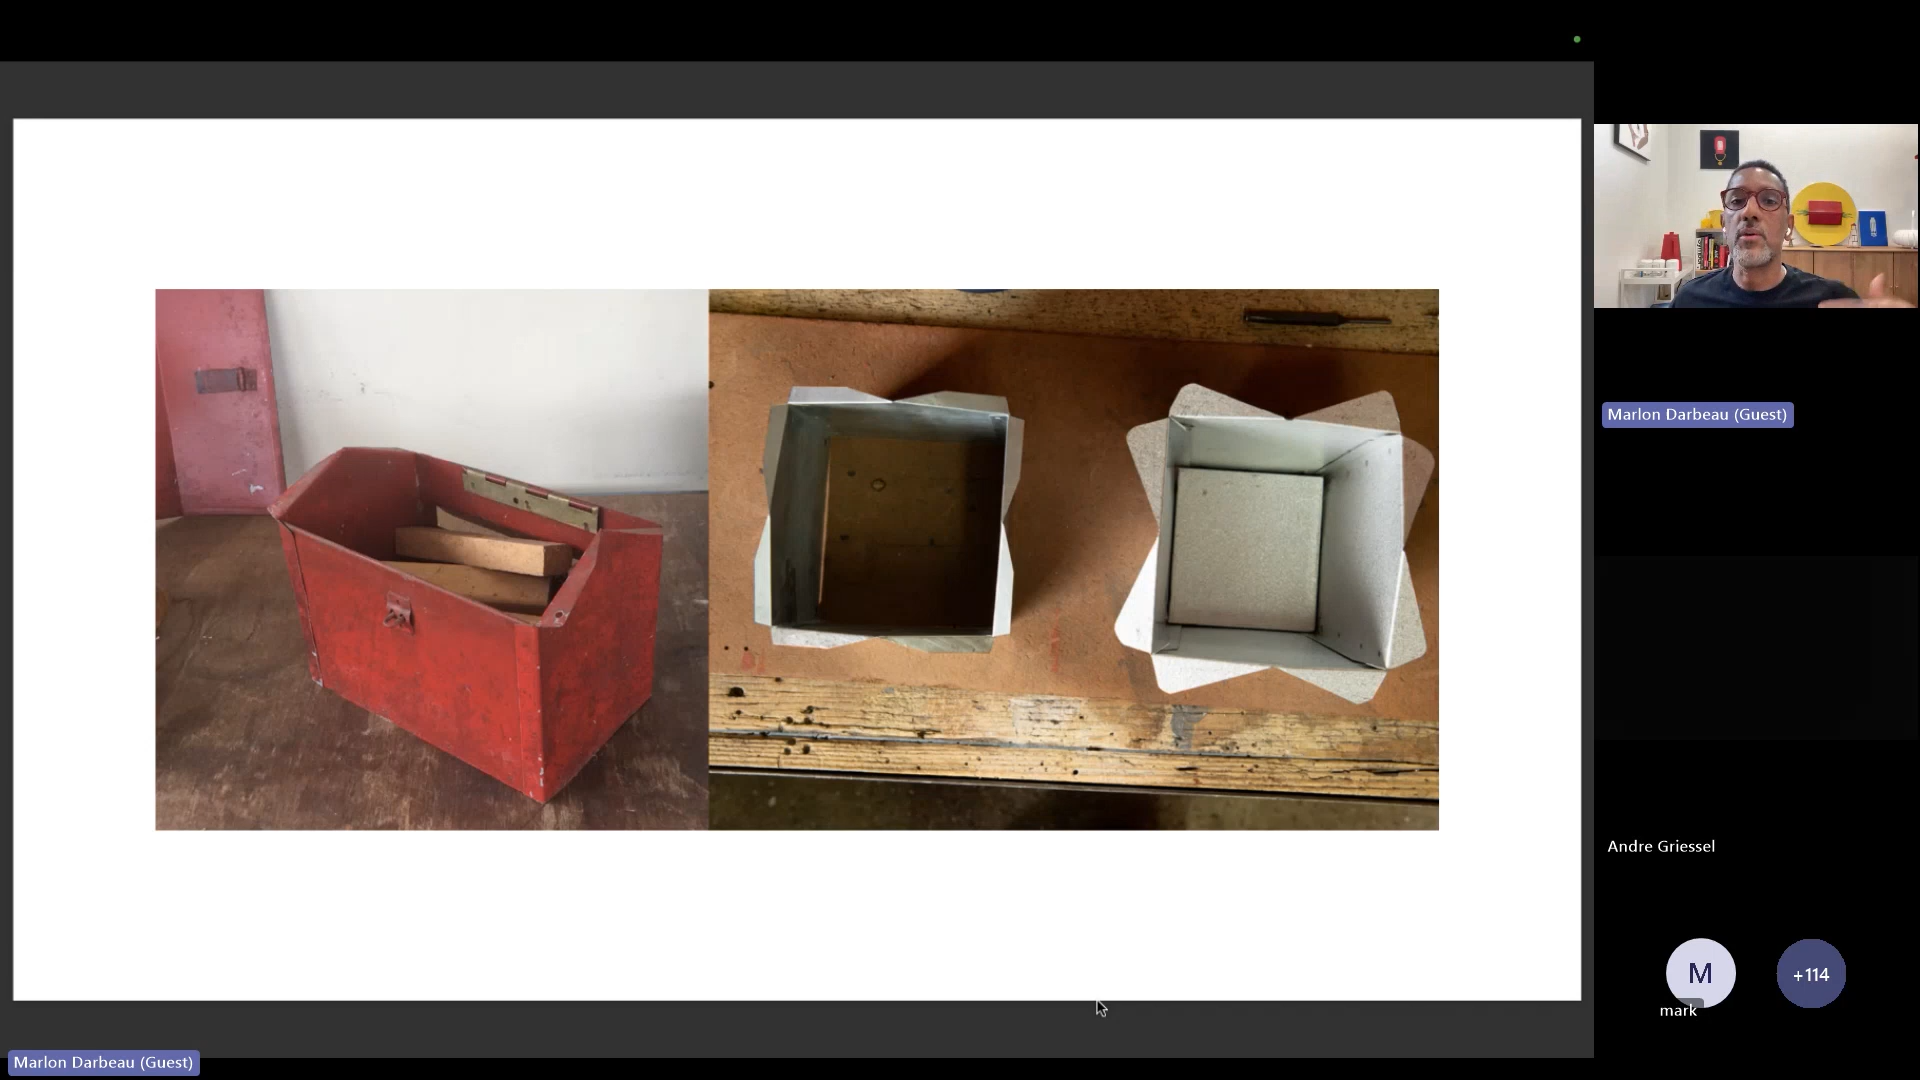 Marlon Darbeau (Guest)
Andre Griessel
M
+114
mark
Marlon Darbeau (Guest)